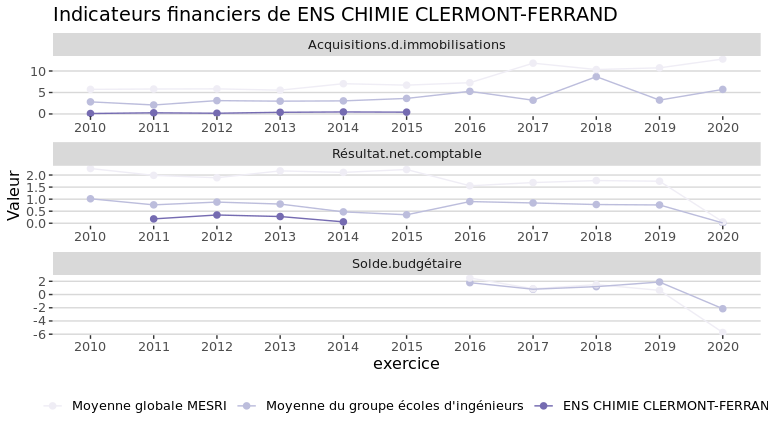 Indicateurs financiers de ENS CHIMIE CLERMONT-FERRAND
Acquisitions.d.immobilisations
10
5
0
2010 2011 2012 2013 2014 2015 2016 2017 2018 2019 2020
Résultat.net.comptable
2.0
1.5
1.0
0.5
0.0
2010 2011 2012 2013 2014 2015 2016 2017 2018 2019 2020
Valeur
Solde.budgétaire
2
0
-2
-4
-6
2010 2011 2012 2013 2014 2015 2016 2017 2018 2019 2020
exercice
Moyenne globale MESRI Moyenne du groupe écoles d'ingénieurs ENS CHIMIE CLERMONT-FERRAN